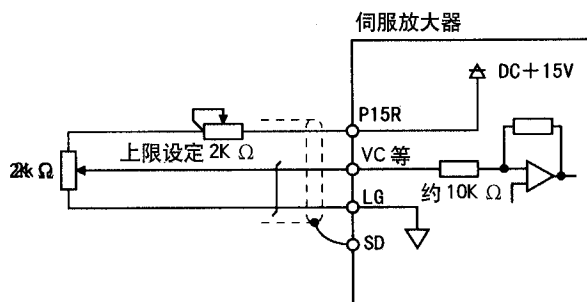 伺服放大器
DC+15V
P15R
上限设定 2K Ω
VC 等
2k Ω
约 10K Ω
LG
SD